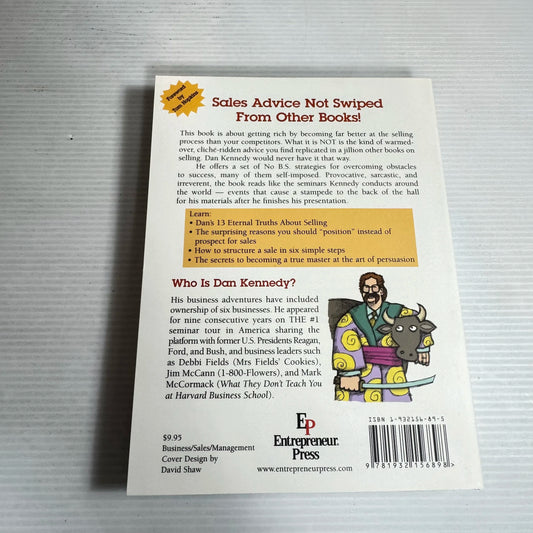 Foreword
by
Tom Hopkins
Sales Advice Not Swiped
From Other Books!
This book is about getting rich by becoming far better at the selling
process than your competitors. What it is NOT is the kind of warmed-
over, cliché-ridden advice you find replicated in a jillion other books on
selling. Dan Kennedy would never have it that way.
He offers a set of No B.S. strategies for overcoming obstacles
to success, many of them self-imposed. Provocative, sarcastic, and
irreverent, the book reads like the seminars Kennedy conducts around
the world — events that cause a stampede to the back of the hall
for his materials after he finishes his presentation.
Learn:
• Dan's 13 Eternal Truths About Selling
• The surprising reasons you should "position" instead of
prospect for sales
• How to structure a sale in six simple steps
• The secrets to becoming a true master at the art of persuasion
Who Is Dan Kennedy?
His business adventures have included
ownership of six businesses. He appeared
for nine consecutive years on THE #1
seminar tour in America sharing the
platform with former U.S. Presidents Reagan,
Ford, and Bush, and business leaders such
as Debbi Fields (Mrs Fields' Cookies),
Jim McCann (1-800-Flowers), and Mark
McCormack (What They Don't Teach You
at Harvard Business School).
$9.95
Business/Sales/Management
Cover Design by
David Shaw
EP
Entrepreneur
Press
www.entrepreneurpress.com
ISBN 1-932156-89-5
9 781932 156898 >